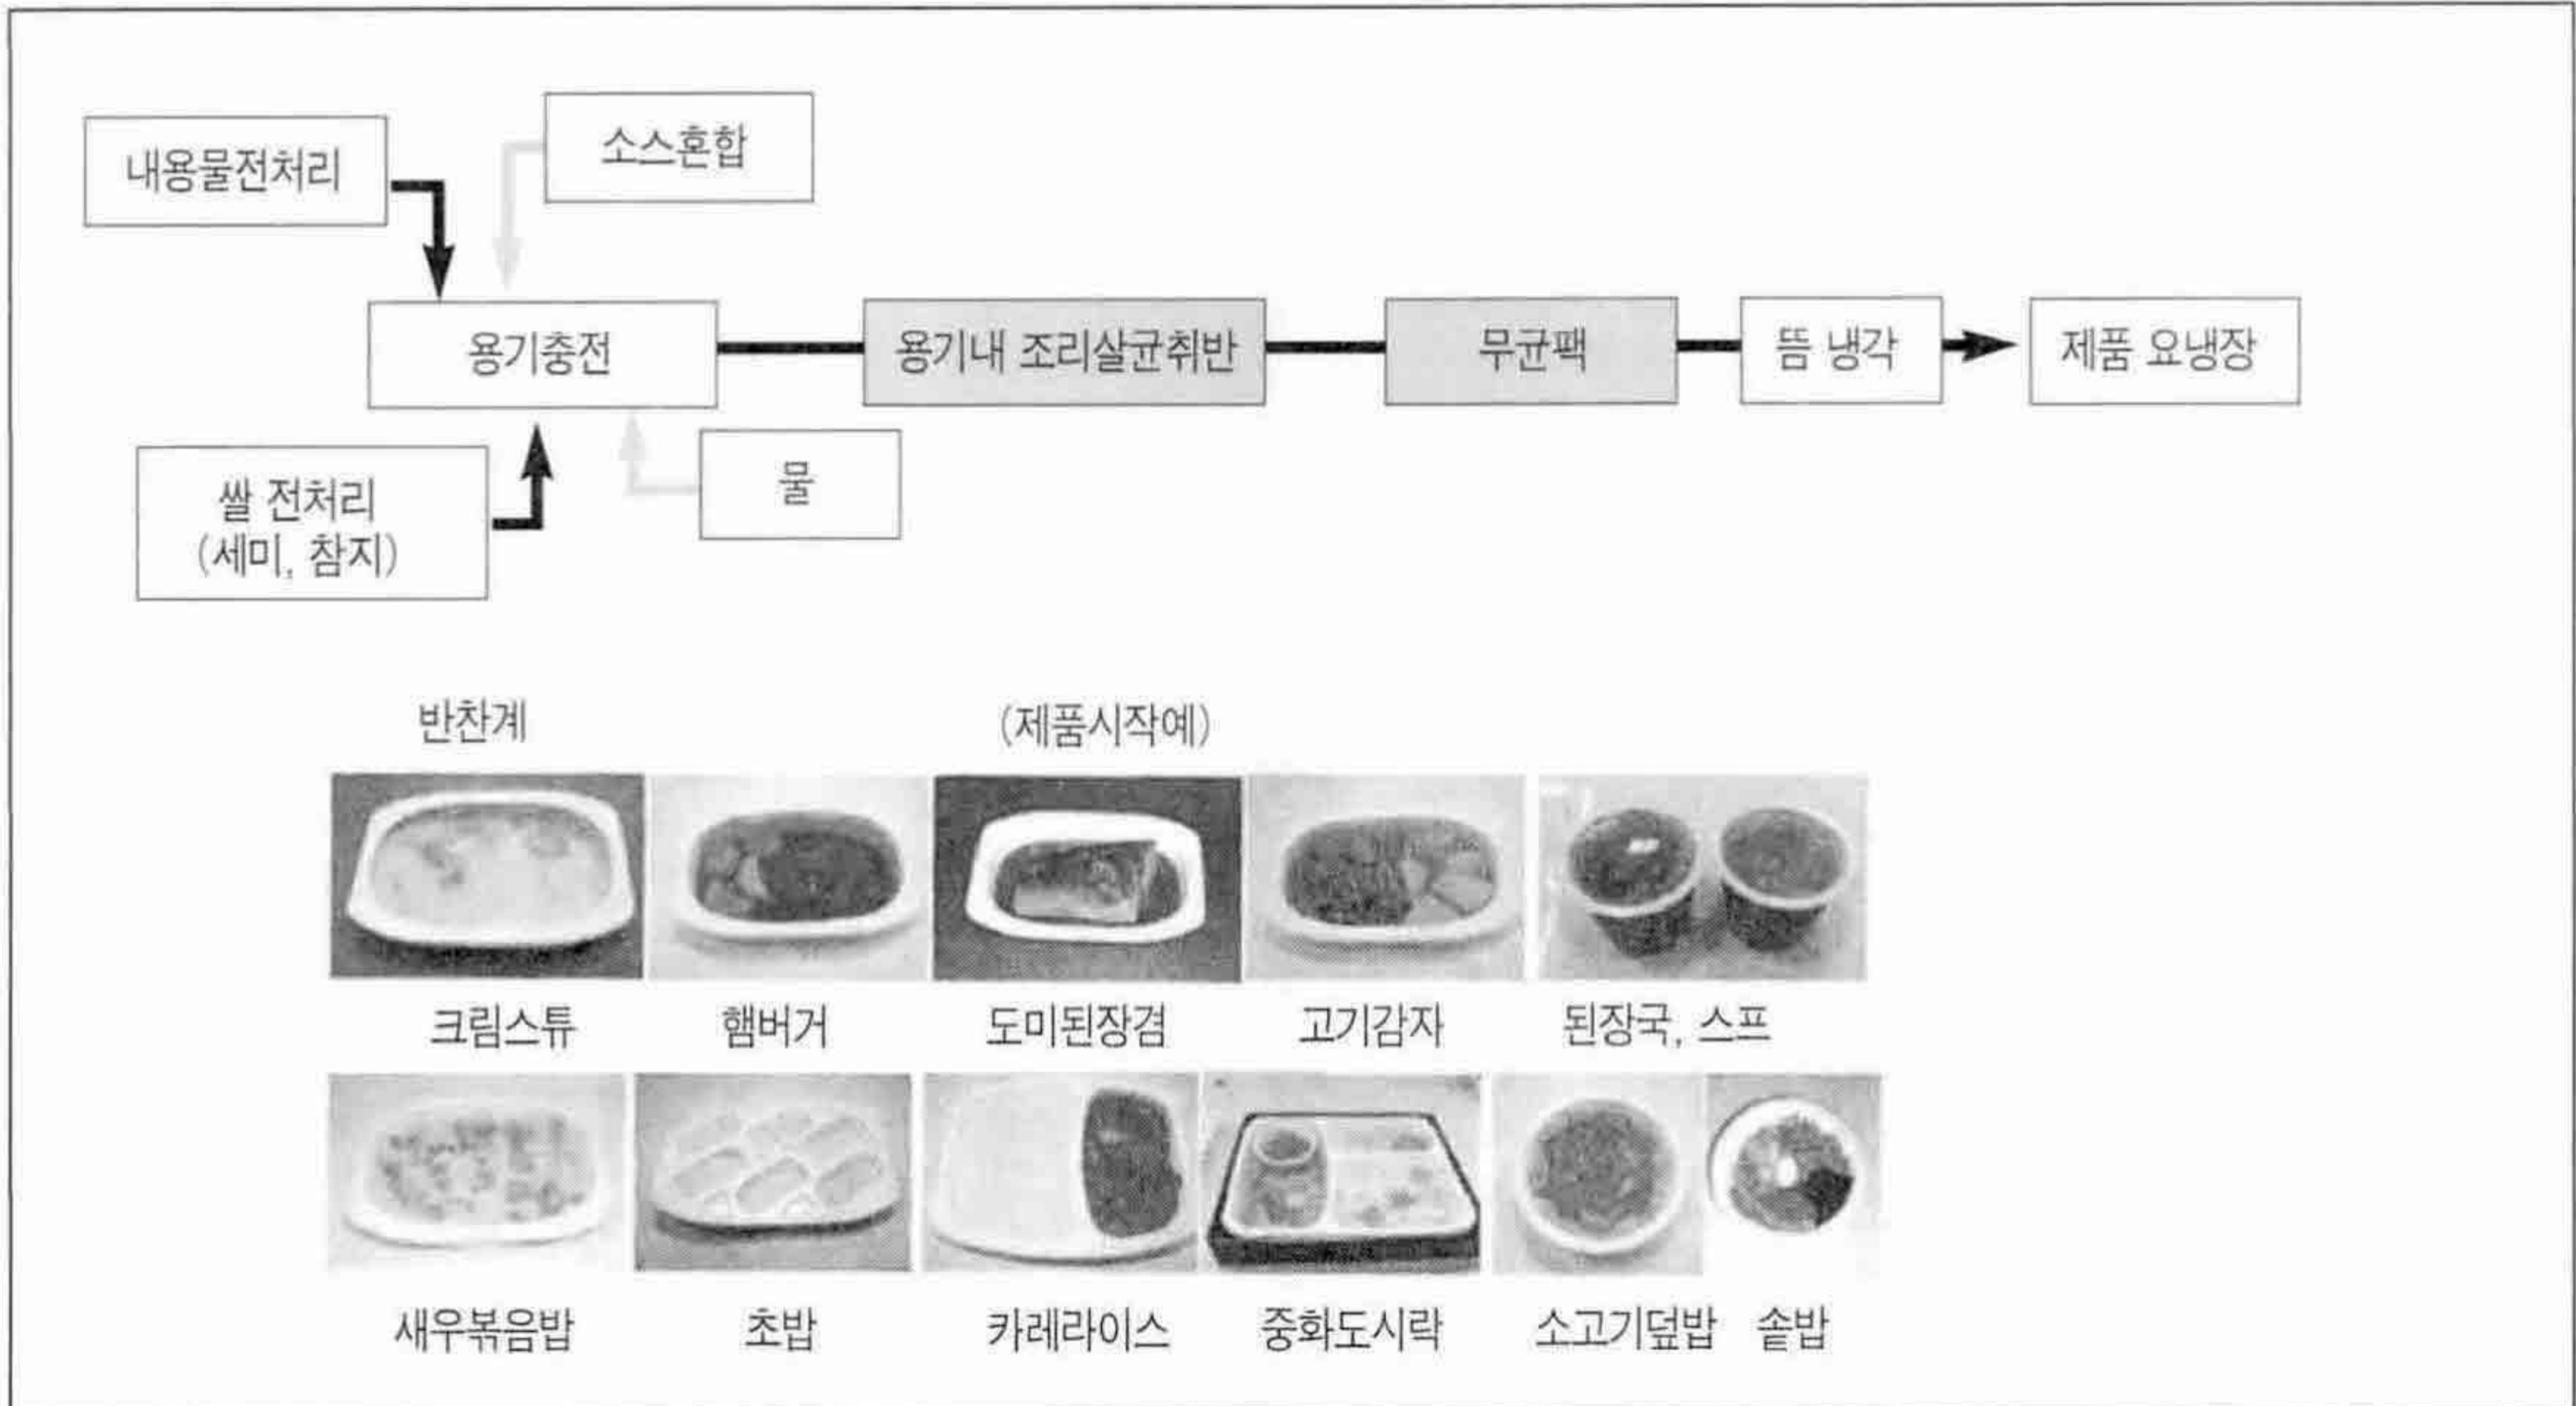 내용물전처리
소스혼합
용기충전
용기내 조리살균취반
무균팩
뜸 냉각
제품 요냉장
쌀 전처리
(세미, 참지)
물
반찬계
(제품시작예)
크림스튜
햄버거
도미된장겸
고기감자
된장국, 스프
새우볶음밥
초밥
카레라이스
중화도시락
소고기덮밥
솥밥